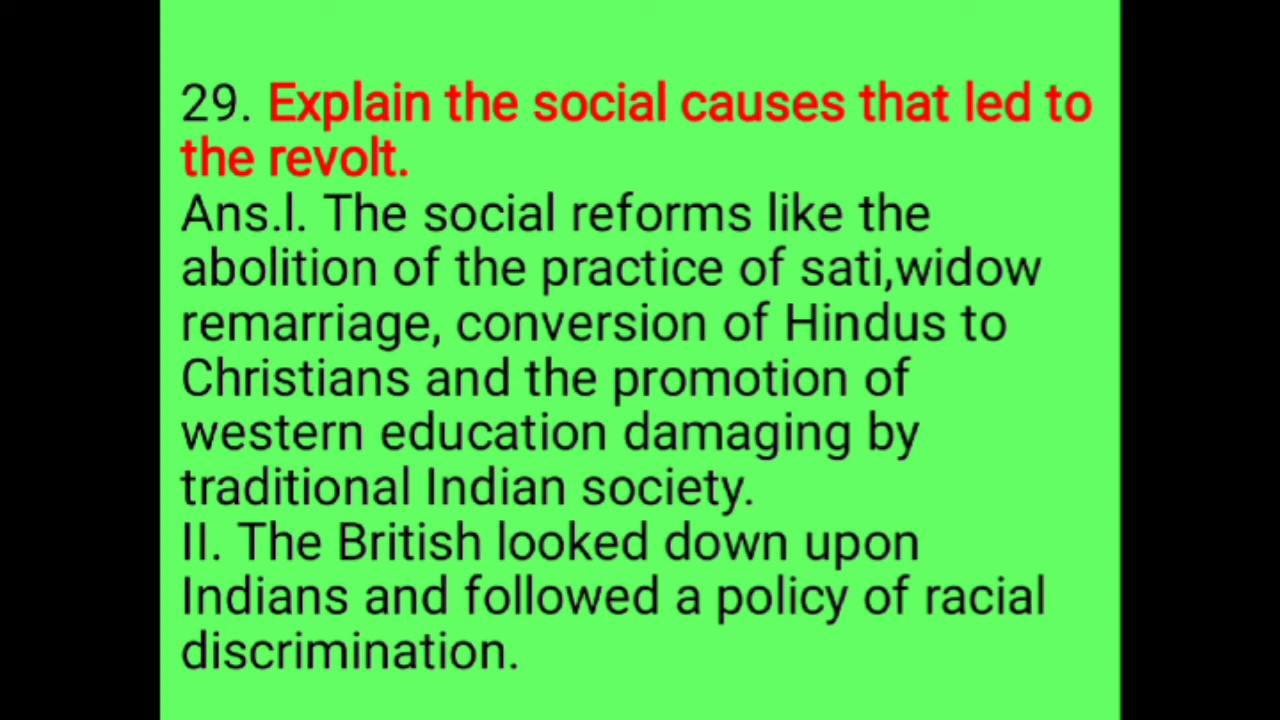 29. Explain the social causes that led to
the revolt.
Ans.l. The social reforms like the
abolition of the practice of sati,widow
remarriage, conversion of Hindus to
Christians and the promotion of
western education damaging by
traditional Indian society.
II. The British looked down upon
Indians and followed a policy of racial
discrimination.